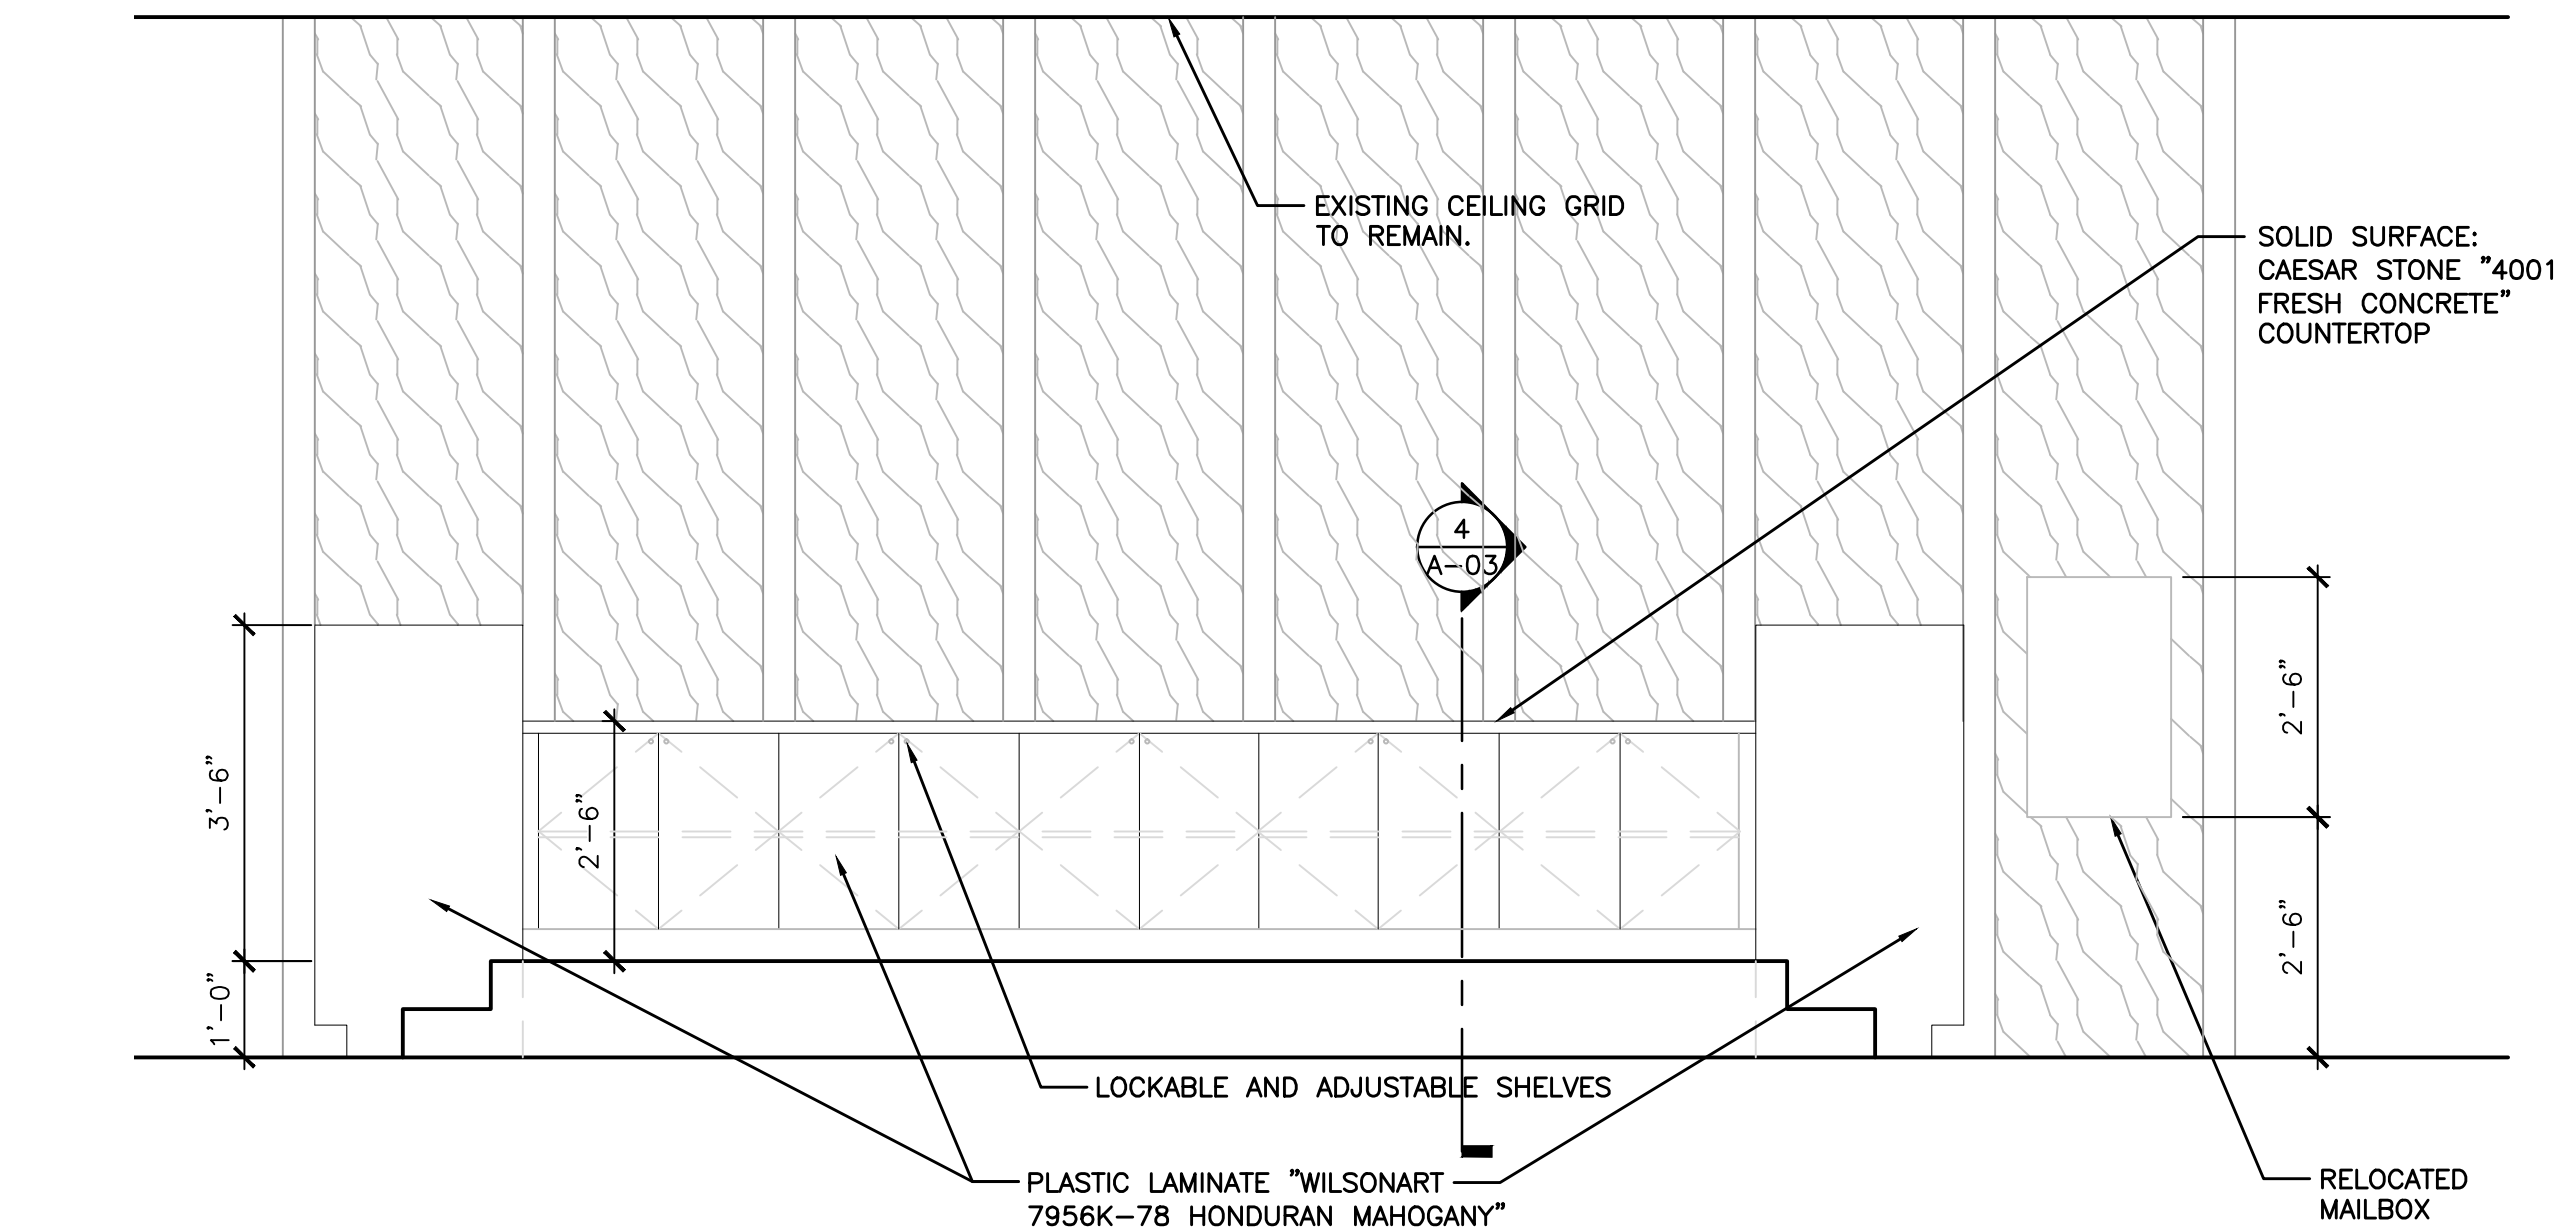 EXISTING CEILING GRID
TO REMAIN.
SOLID SURFACE:
CAESAR STONE "4001
FRESH CONCRETE"
COUNTERTOP
4
A-03
3'-6"
1'-0"
2'-6"
2'-6"
2'-6"
LOCKABLE AND ADJUSTABLE SHELVES
PLASTIC LAMINATE "WILSONART
7956K-78 HONDURAN MAHOGANY"
RELOCATED
MAILBOX